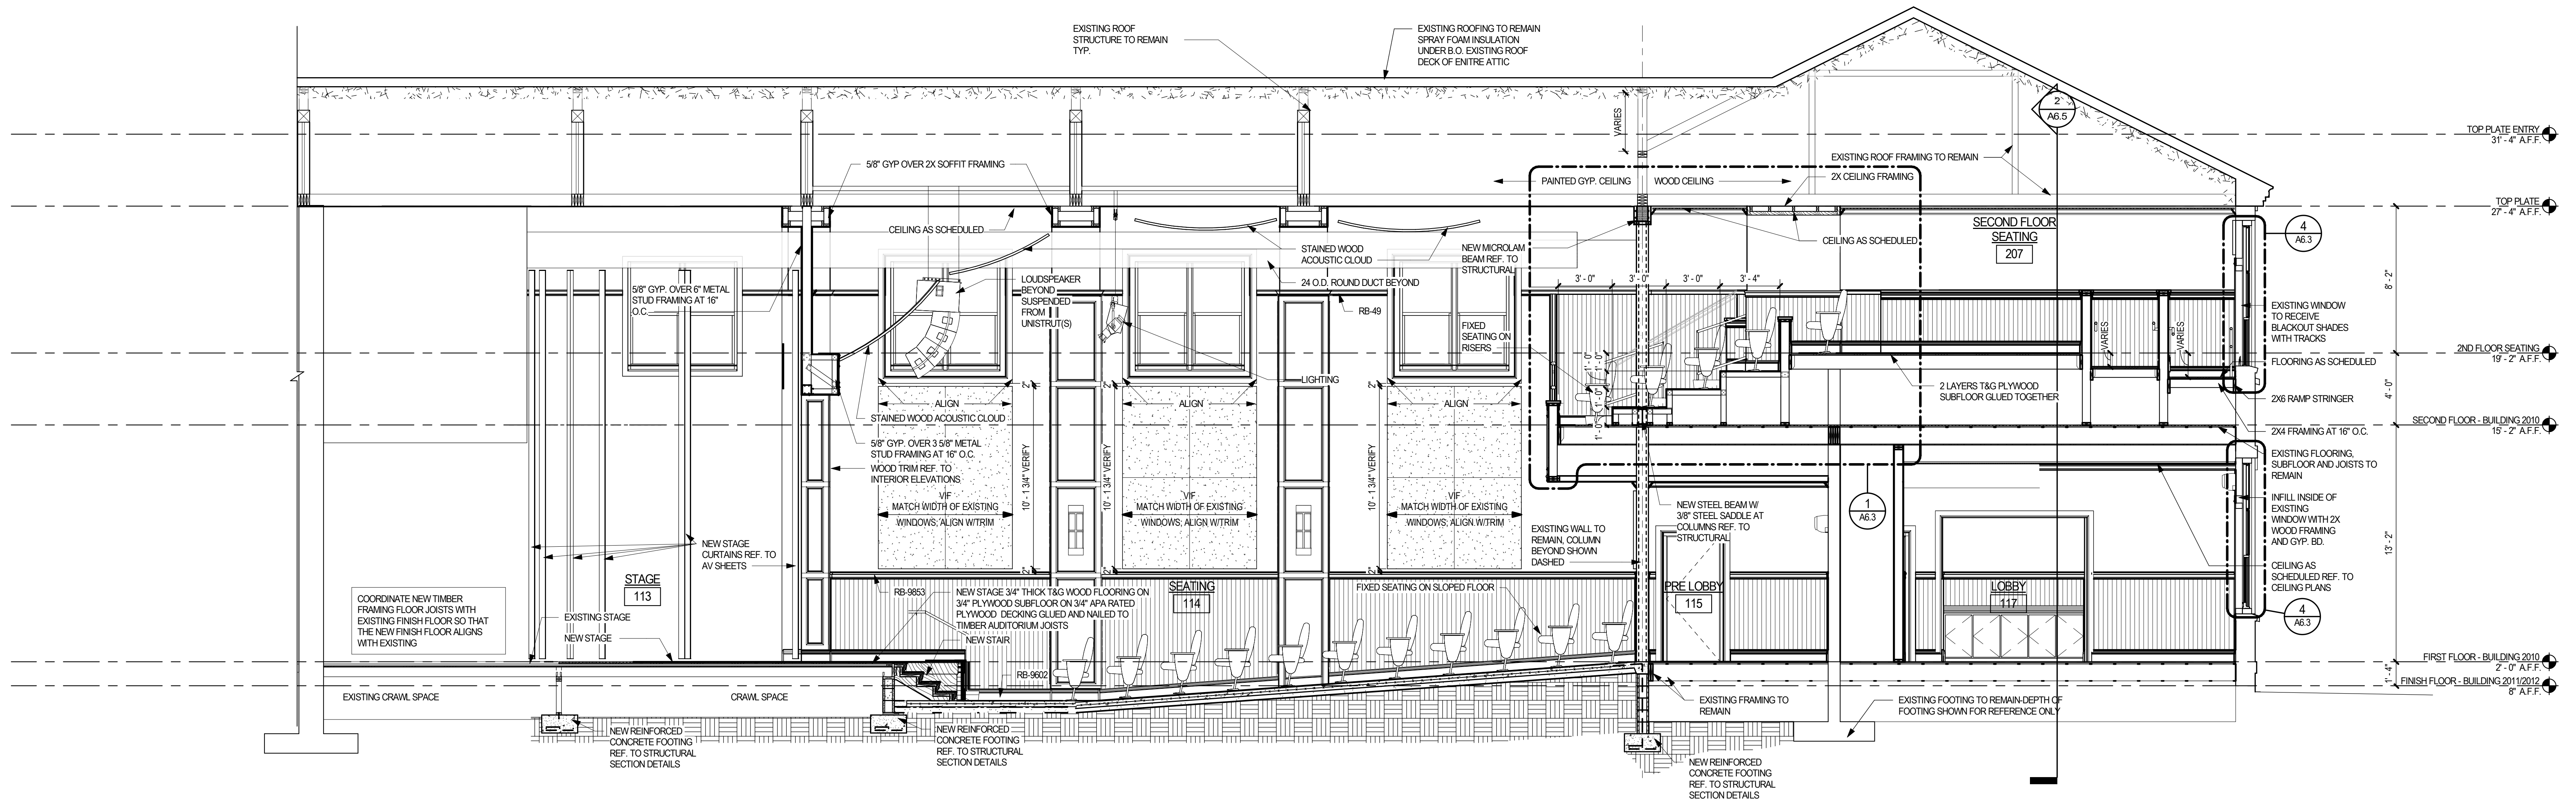 EXISTING ROOF
STRUCTURE TO REMAIN
TYP.
EXISTING ROOFING TO REMAIN
SPRAY FOAM INSULATION
UNDER B.O. EXISTING ROOF
DECK OF ENITRE ATTIC
VARIES
2
A6.5
TOP PLATE ENTRY
31' - 4" A.F.F.
5/8" GYP OVER 2X SOFFIT FRAMING
EXISTING ROOF FRAMING TO REMAIN
PAINTED GYP. CEILING
WOOD CEILING
2X CEILING FRAMING
TOP PLATE
27' - 4" A.F.F.
CEILING AS SCHEDULED
STAINED WOOD
ACOUSTIC CLOUD
NEW MICROLAM
BEAM REF. TO
STRUCTURAL
CEILING AS SCHEDULED
SECOND FLOOR
SEATING
207
4
A6.3
5/8" GYP. OVER 6" METAL
STUD FRAMING AT 16"
O.C.
LOUDSPEAKER
BEYOND
SUSPENDED
FROM
UNISTRUT(S)
24 O.D. ROUND DUCT BEYOND
3' - 0"
3' - 0"
3' - 0"
3' - 4"
8' - 2"
RB-49
FIXED
SEATING ON
RISERS
EXISTING WINDOW
TO RECEIVE
BLACKOUT SHADES
WITH TRACKS
VARIES
VARIES
2ND FLOOR SEATING
19' - 2" A.F.F.
FLOORING AS SCHEDULED
1' - 0"
1' - 0"
1' - 0"
1' - 0"
LIGHTING
2"
2"
2"
2 LAYERS T&G PLYWOOD
SUBFLOOR GLUED TOGETHER
4' - 0"
2X6 RAMP STRINGER
ALIGN
ALIGN
ALIGN
STAINED WOOD ACOUSTIC CLOUD
SECOND FLOOR - BUILDING 2010
15' - 2" A.F.F.
2X4 FRAMING AT 16" O.C.
5/8" GYP. OVER 3 5/8" METAL
STUD FRAMING AT 16" O.C.
WOOD TRIM REF. TO
INTERIOR ELEVATIONS
10' - 1 3/4" VERIFY
10' - 1 3/4" VERIFY
10' - 1 3/4" VERIFY
EXISTING FLOORING,
SUBFLOOR AND JOISTS TO
REMAIN
VIF
MATCH WIDTH OF EXISTING
WINDOWS; ALIGN W/TRIM
VIF
MATCH WIDTH OF EXISTING
WINDOWS; ALIGN W/TRIM
VIF
MATCH WIDTH OF EXISTING
WINDOWS; ALIGN W/TRIM
EXISTING WALL TO
REMAIN, COLUMN
BEYOND SHOWN
DASHED
NEW STEEL BEAM W/
3/8" STEEL SADDLE AT
COLUMNS REF. TO
STRUCTURAL
1
A6.3
INFILL INSIDE OF
EXISTING
WINDOW WITH 2X
WOOD FRAMING
AND GYP. BD.
13' - 2"
NEW STAGE
CURTAINS REF. TO
AV SHEETS
2"
2"
2"
CEILING AS
SCHEDULED REF. TO
CEILING PLANS
STAGE
113
RB-9853
NEW STAGE 3/4" THICK T&G WOOD FLOORING ON
3/4" PLYWOOD SUBFLOOR ON 3/4" APA RATED
PLYWOOD DECKING GLUED AND NAILED TO
TIMBER AUDITORIUM JOISTS
SEATING
114
FIXED SEATING ON SLOPED FLOOR
PRE LOBBY
115
LOBBY
117
4
A6.3
COORDINATE NEW TIMBER
FRAMING FLOOR JOISTS WITH
EXISTING FINISH FLOOR SO THAT
THE NEW FINISH FLOOR ALIGNS
WITH EXISTING
EXISTING STAGE
NEW STAGE
NEW STAIR
FIRST FLOOR - BUILDING 2010
2' - 0" A.F.F.
1' - 4"
RB-9602
FINISH FLOOR - BUILDING 2011/2012
8" A.F.F.
EXISTING CRAWL SPACE
CRAWL SPACE
EXISTING FRAMING TO
REMAIN
EXISTING FOOTING TO REMAIN-DEPTH OF
FOOTING SHOWN FOR REFERENCE ONLY
NEW REINFORCED
CONCRETE FOOTING
REF. TO STRUCTURAL
SECTION DETAILS
NEW REINFORCED
CONCRETE FOOTING
REF. TO STRUCTURAL
SECTION DETAILS
NEW REINFORCED
CONCRETE FOOTING
REF. TO STRUCTURAL
SECTION DETAILS